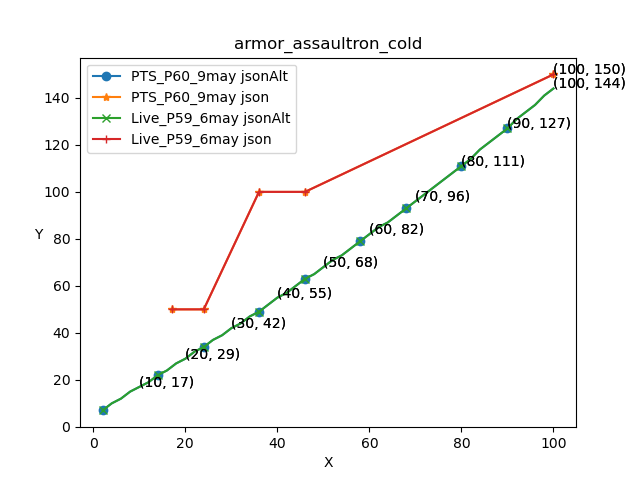 armor_assaultron_cold
PTS_P60_9may jsonAlt
PTS_P60_9may json
Live_P59_6may jsonAlt
Live_P59_6may json
(100, 150)
(100, 144)
(90, 127)
(80, 111)
(70, 96)
(60, 82)
(50, 68)
(40, 55)
(30, 42)
(20, 29)
(10, 17)
Y
140
120
100
80
60
40
20
0
0 20 40 60 80 100
X